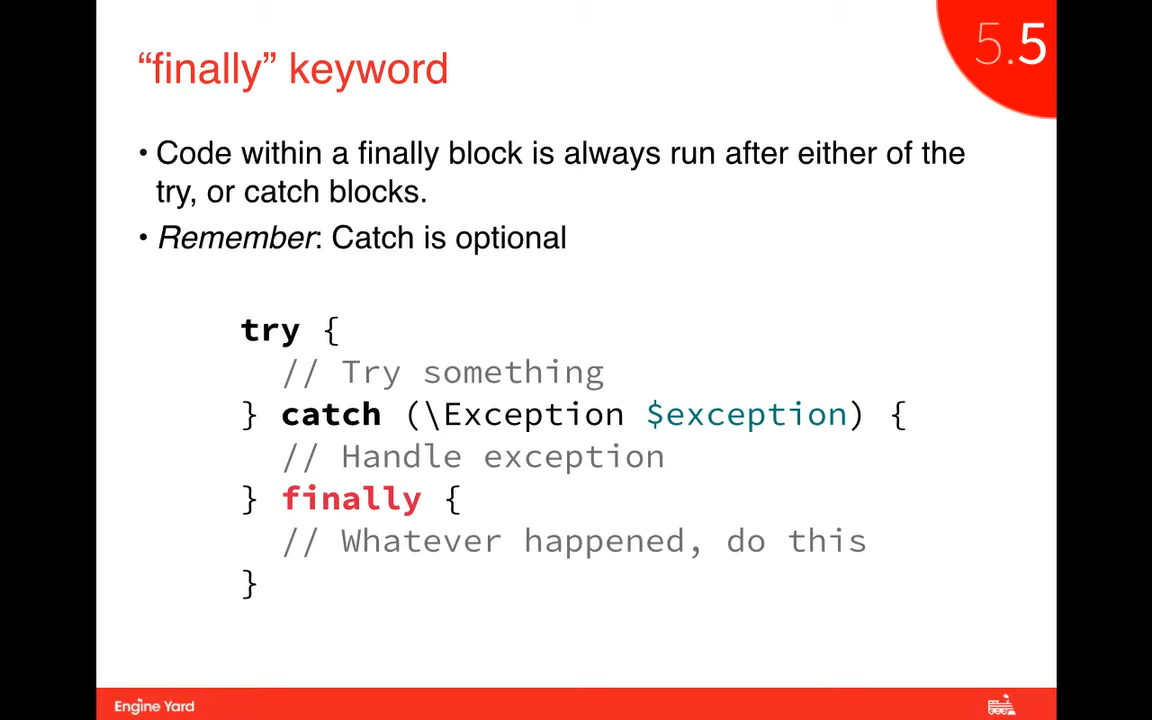 5.5
“finally” keyword
• Code within a finally block is always run after either of the
try, or catch blocks.
• Remember: Catch is optional
try {
  // Try something
} catch (\Exception $exception) {
  // Handle exception
} finally {
  // Whatever happened, do this
}
Engine Yard